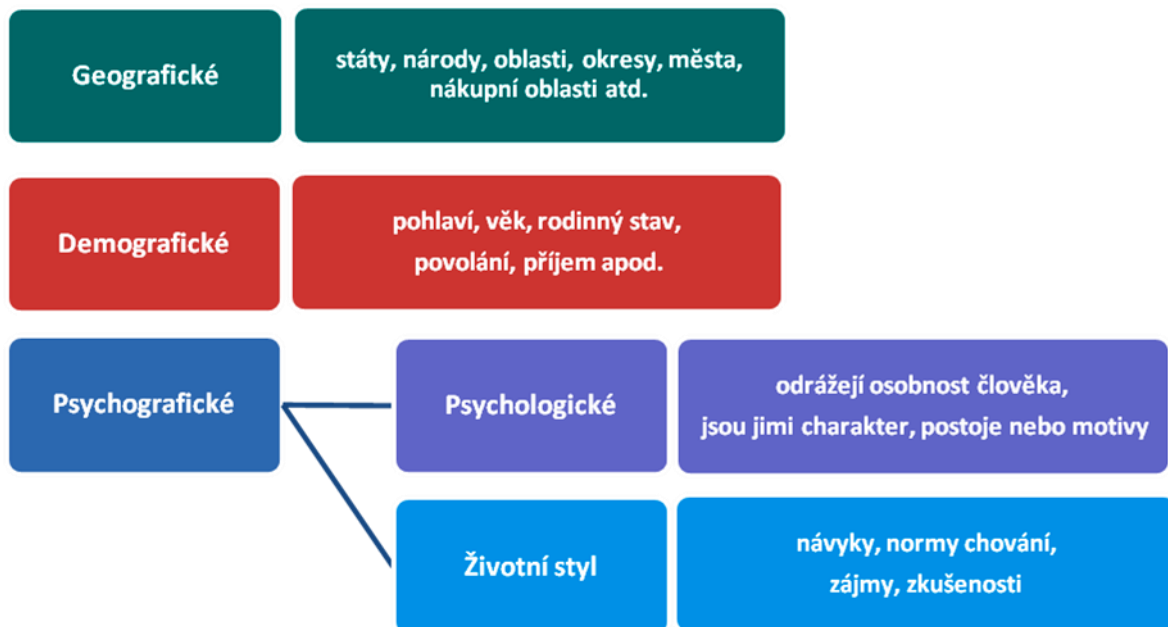 Geografické
státy, národy, oblasti, okresy, města,
nákupní oblasti atd.
Demografické
pohlaví, věk, rodinný stav,
povolání, příjem apod.
Psychografické
Psychologické
odrážejí osobnost člověka,
jsou jimi charakter, postoje nebo motivy
Životní styl
návyky, normy chování,
zájmy, zkušenosti